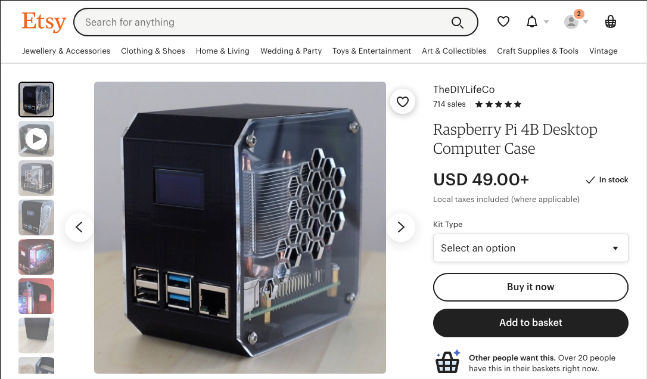 Etsy
Search for anything
2
Jewellery & Accessories Clothing & Shoes Home & Living Wedding & Party Toys & Entertainment Art & Collectibles Craft Supplies & Tools Vintage
TheDIYLifeCo
714 sales
Raspberry Pi 4B Desktop
Computer Case
USD 49.00+
In stock
Local taxes included (where applicable)
Kit Type
Select an option
Buy it now
Add to basket
Other people want this. Over 20 people
have this in their baskets right now.